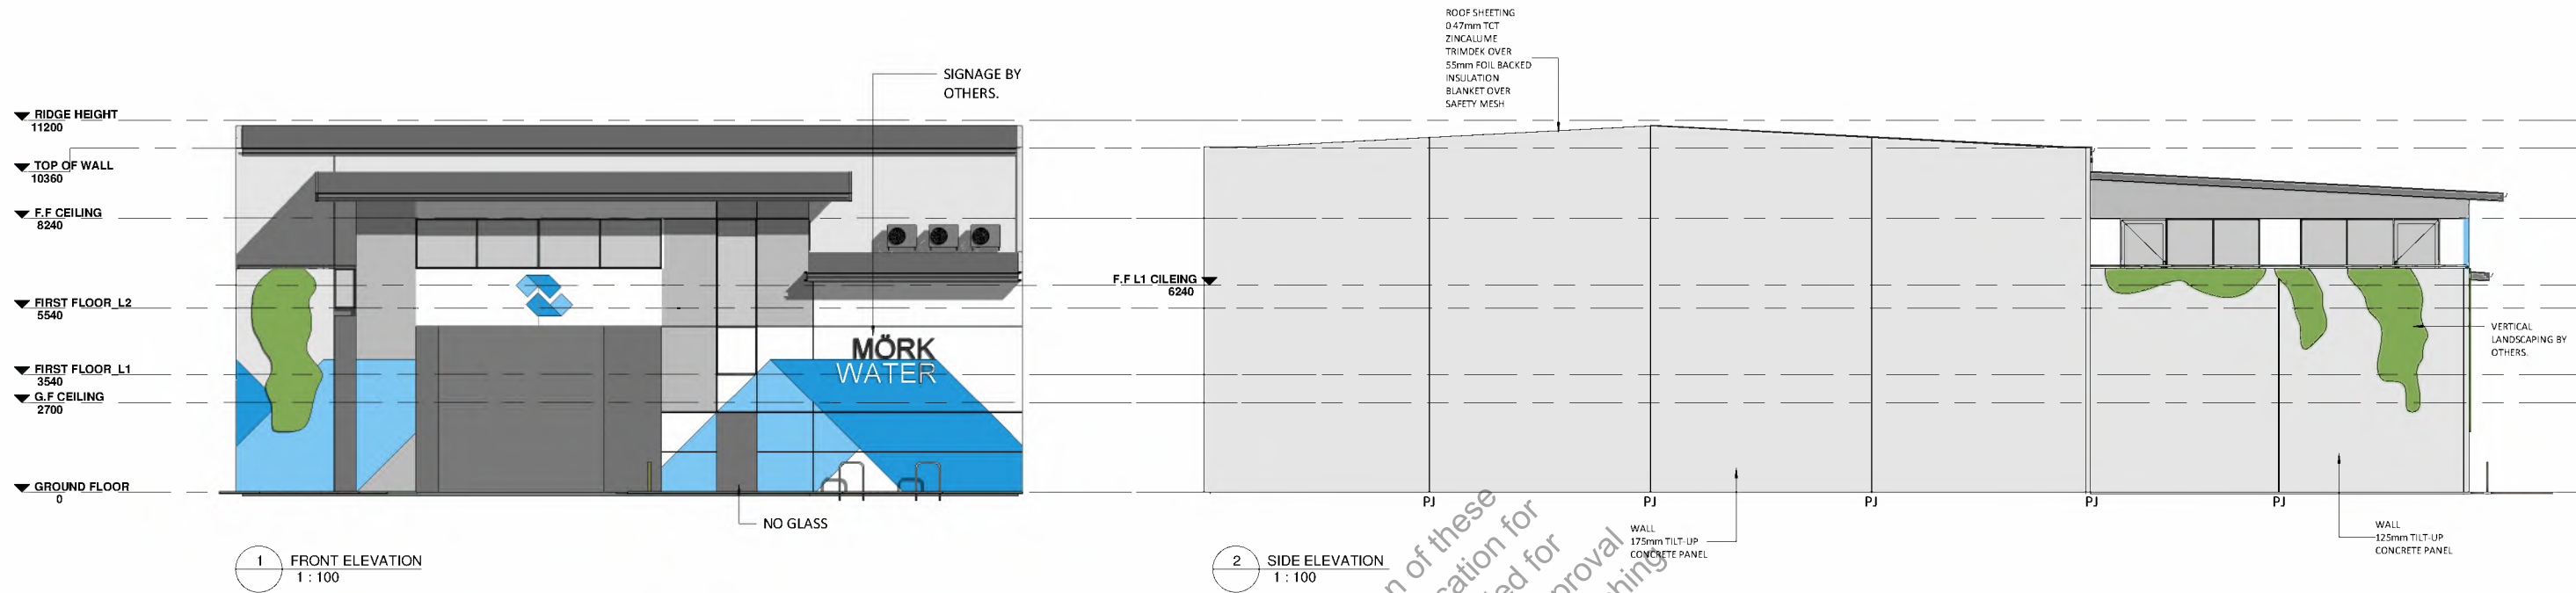 ROOF SHEETING
0.47mm TCT
ZINCALUME
TRIMDEK OVER
55mm FOIL BACKED
INSULATION
BLANKET OVER
SAFETY MESH
SIGNAGE BY
OTHERS.
RIDGE HEIGHT
11200
TOP OF WALL
10360
F.F CEILING
8240
F.F L1 CILEING
6240
FIRST FLOOR_L2
5540
FIRST FLOOR_L1
3540
G.F CEILING
2700
GROUND FLOOR
0
MÖRK
WATER
VERTICAL
LANDSCAPING BY
OTHERS.
NO GLASS
PJ
PJ
PJ
PJ
PJ
WALL
175mm TILT-UP
CONCRETE PANEL
WALL
125mm TILT-UP
CONCRETE PANEL
1 FRONT ELEVATION
1 : 100
2 SIDE ELEVATION
1 : 100
of these
for
for